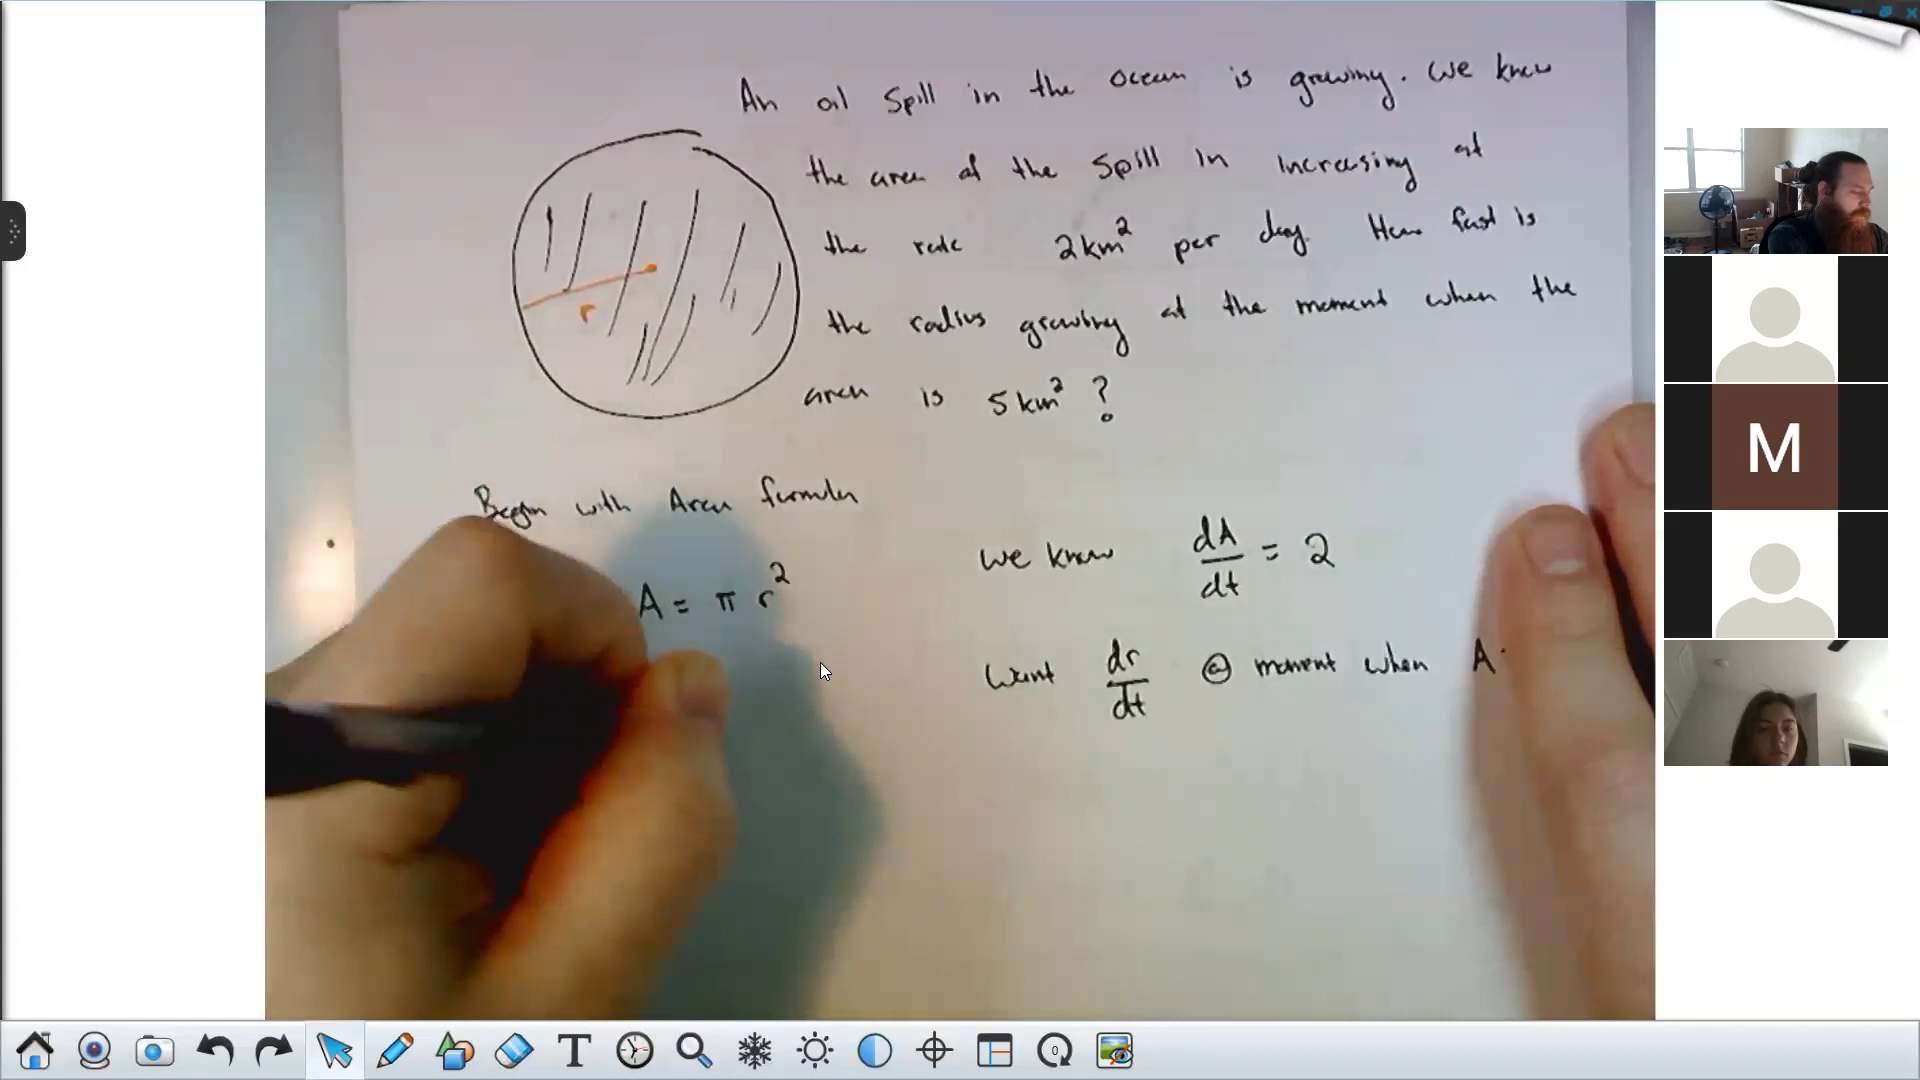 An oil spill in the ocean is growing. We know
the area of the spill in increasing at
the rate 2km² per day. How fast is
the radius growing at the moment when the
area is 5km² ?
r
Begin with Area formula
A = π r²
We know dA/dt = 2
Want dr/dt @ moment when A
M
T
0